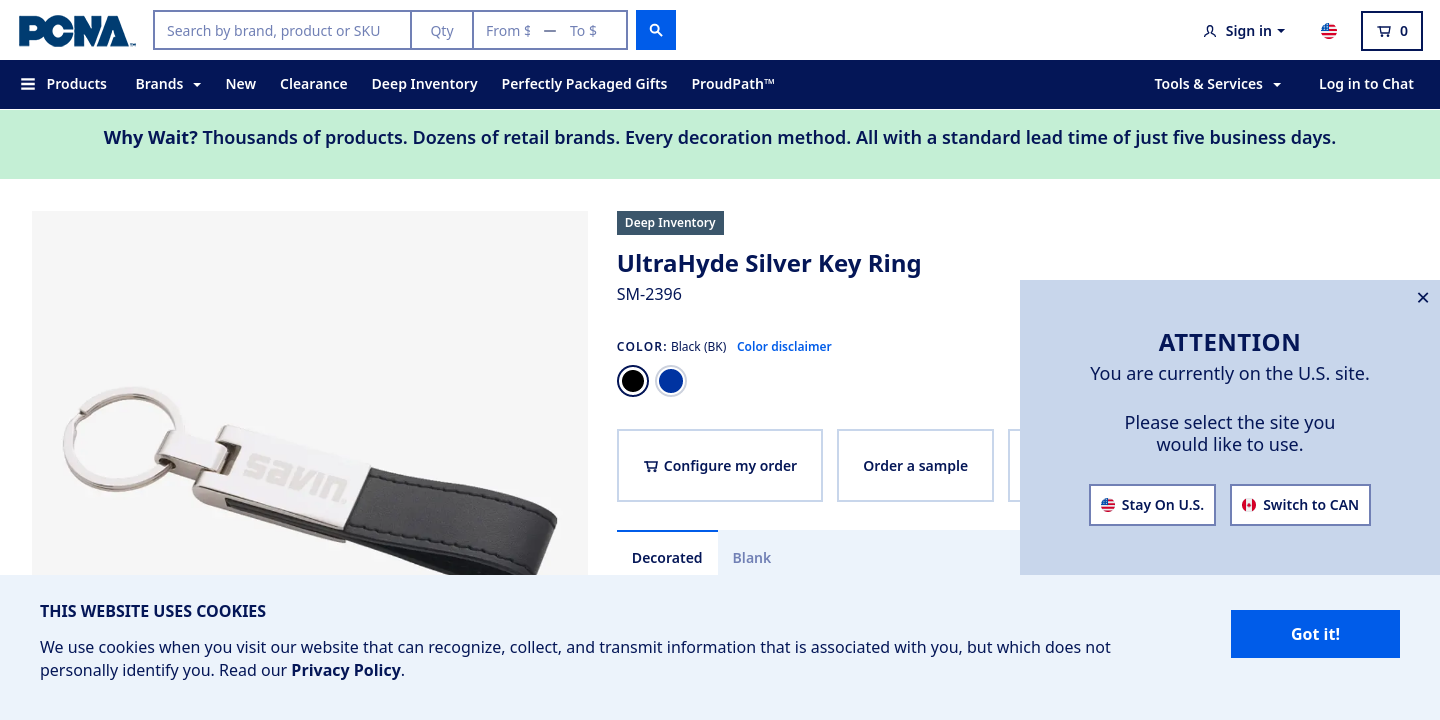 PCNA™
Search by brand, product or SKU
Qty
From $ — To $
Sign in
0
Products
Brands
New
Clearance
Deep Inventory
Perfectly Packaged Gifts
ProudPath™
Tools & Services
Log in to Chat
Why Wait? Thousands of products. Dozens of retail brands. Every decoration method. All with a standard lead time of just five business days.
savin
Deep Inventory
UltraHyde Silver Key Ring
SM-2396
COLOR: Black (BK) Color disclaimer
Configure my order
Order a sample
Decorated
Blank
ATTENTION
You are currently on the U.S. site.
Please select the site you
would like to use.
Stay On U.S.
Switch to CAN
THIS WEBSITE USES COOKIES
We use cookies when you visit our website that can recognize, collect, and transmit information that is associated with you, but which does not
personally identify you. Read our Privacy Policy.
Got it!